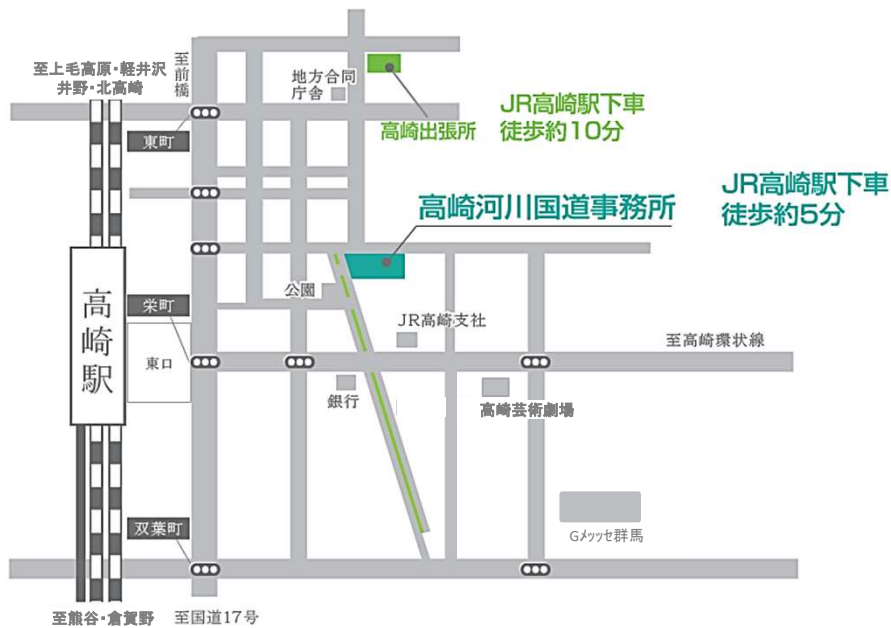 至上毛高原・軽井沢
井野・北高崎
至前橋
地方合同
庁舎
高崎出張所
JR高崎駅下車
徒歩約10分
東町
高崎河川国道事務所
JR高崎駅下車
徒歩約5分
高崎駅
栄町
公園
JR高崎支社
至高崎環状線
東口
銀行
高崎芸術劇場
Gメッセ群馬
双葉町
至熊谷・倉賀野
至国道17号